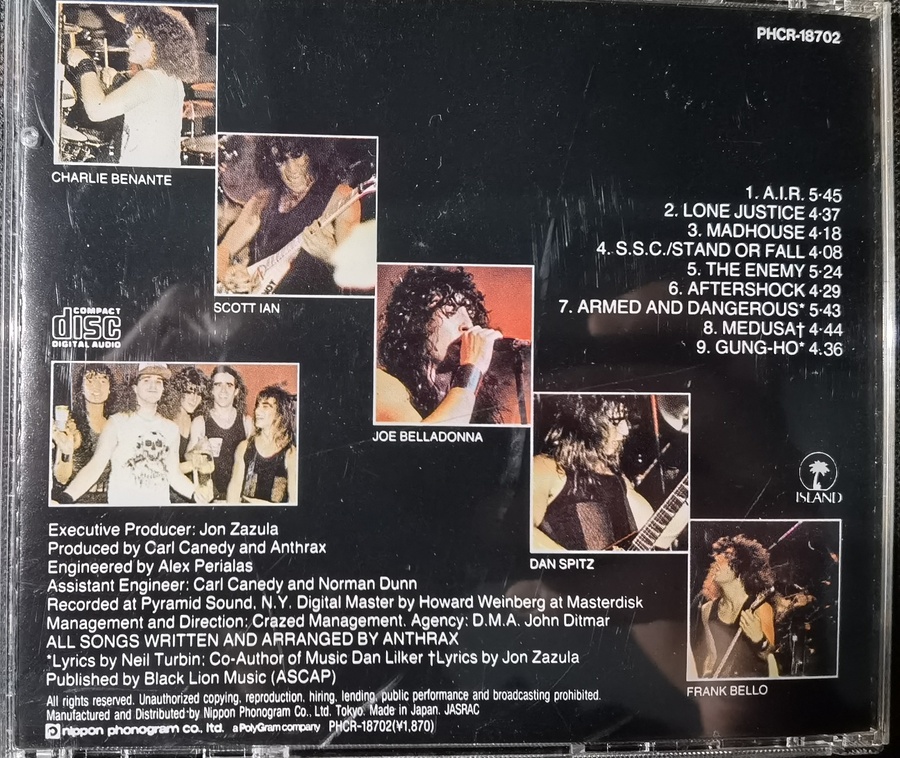 PHCR-18702
CHARLIE BENANTE
1. A.I.R. 5·45
2. LONE JUSTICE 4·37
3. MADHOUSE 4·18
4. S.S.C./STAND OR FALL 4·08
5. THE ENEMY 5·24
6. AFTERSHOCK 4·29
7. ARMED AND DANGEROUS* 5·43
8. MEDUSA† 4·44
9. GUNG-HO* 4·36
SCOTT IAN
COMPACT
disc
DIGITAL AUDIO
JOE BELLADONNA
ISLAND
DAN SPITZ
FRANK BELLO
Executive Producer: Jon Zazula
Produced by Carl Canedy and Anthrax
Engineered by Alex Perialas
Assistant Engineer: Carl Canedy and Norman Dunn
Recorded at Pyramid Sound, N.Y. Digital Master by Howard Weinberg at Masterdisk
Management and Direction: Crazed Management. Agency: D.M.A. John Ditmar
ALL SONGS WRITTEN AND ARRANGED BY ANTHRAX
*Lyrics by Neil Turbin: Co-Author of Music Dan Lilker †Lyrics by Jon Zazula
Published by Black Lion Music (ASCAP)
All rights reserved. Unauthorized copying, reproduction, hiring, lending, public performance and broadcasting prohibited.
Manufactured and Distributed by Nippon Phonogram Co., Ltd. Tokyo. Made in Japan. JASRAC
nippon phonogram co., ltd. a PolyGram company PHCR-18702(¥1,870)